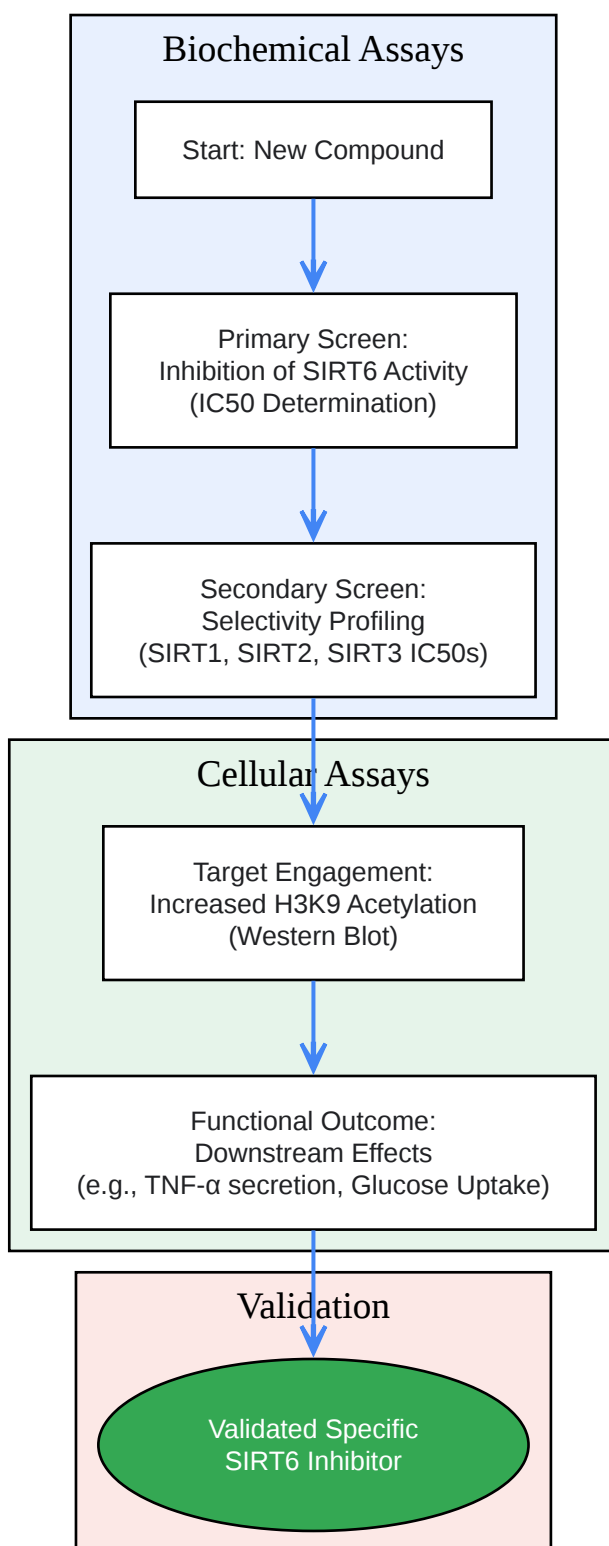 Biochemical Assays
Start: New Compound
Primary Screen:
Inhibition of SIRT6 Activity
(IC50 Determination)
Secondary Screen:
Selectivity Profiling
(SIRT1, SIRT2, SIRT3 IC50s)
Cellular Assays
Target Engagement:
Increased H3K9 Acetylation
(Western Blot)
Functional Outcome:
Downstream Effects
(e.g., TNF-α secretion, Glucose Uptake)
Validation
Validated Specific
SIRT6 Inhibitor